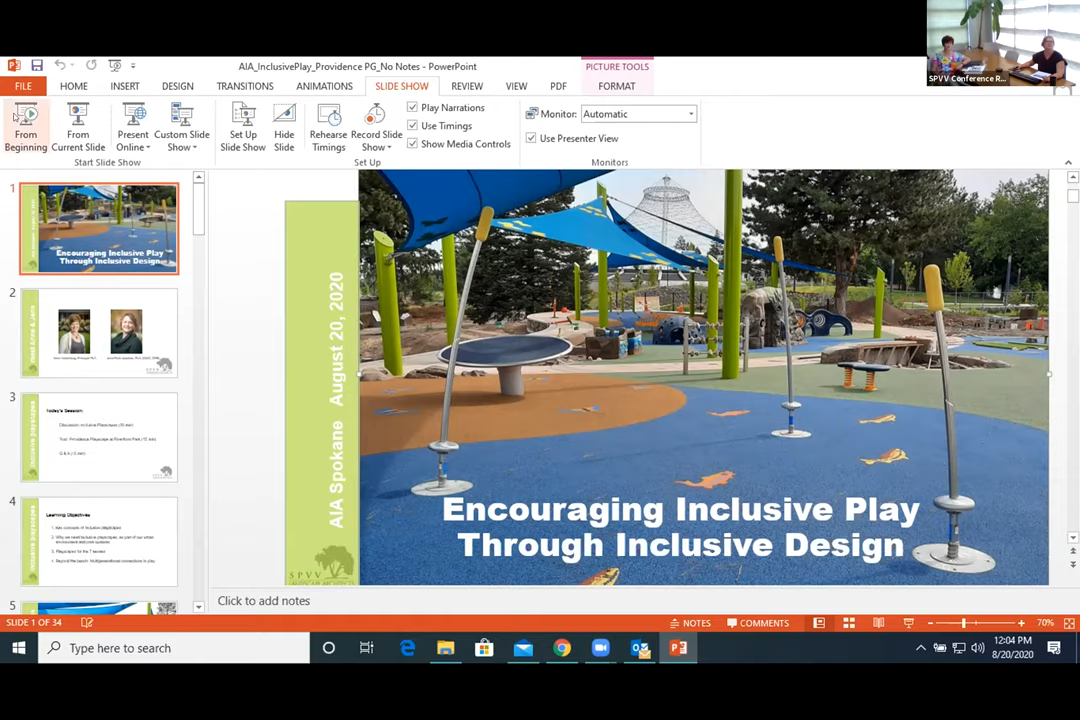 SPVV Conference R...
AIA_InclusivePlay_Providence PG_No Notes - PowerPoint
PICTURE TOOLS
FILE
HOME
INSERT
DESIGN
TRANSITIONS
ANIMATIONS
SLIDE SHOW
REVIEW
VIEW
PDF
FORMAT
From Beginning
From Current Slide
Present Online
Custom Slide Show
Start Slide Show
Set Up Slide Show
Hide Slide
Rehearse Timings
Record Slide Show
Play Narrations
Use Timings
Show Media Controls
Set Up
Monitor: Automatic
Use Presenter View
Monitors
1
Encouraging Inclusive Play
Through Inclusive Design
2
3
Today's Session:
4
Learning Objectives
5
AIA Spokane August 20, 2020
SPVV
LANDSCAPE ARCHITECTS
Encouraging Inclusive Play
Through Inclusive Design
Click to add notes
SLIDE 1 OF 34
NOTES
COMMENTS
70%
Type here to search
12:04 PM
8/20/2020